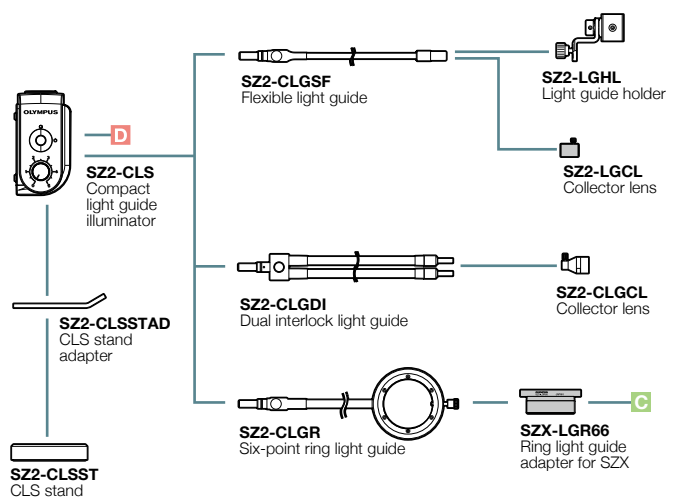 SZ2-CLGSF
Flexible light guide
SZ2-LGHL
Light guide holder
OLYMPUS
D
SZ2-CLS
Compact
light guide
illuminator
SZ2-LGCL
Collector lens
SZ2-CLGDI
Dual interlock light guide
SZ2-CLGCL
Collector lens
SZ2-CLSSTAD
CLS stand
adapter
SZ2-CLGR
Six-point ring light guide
C
SZX-LGR66
Ring light guide
adapter for SZX
SZ2-CLSST
CLS stand